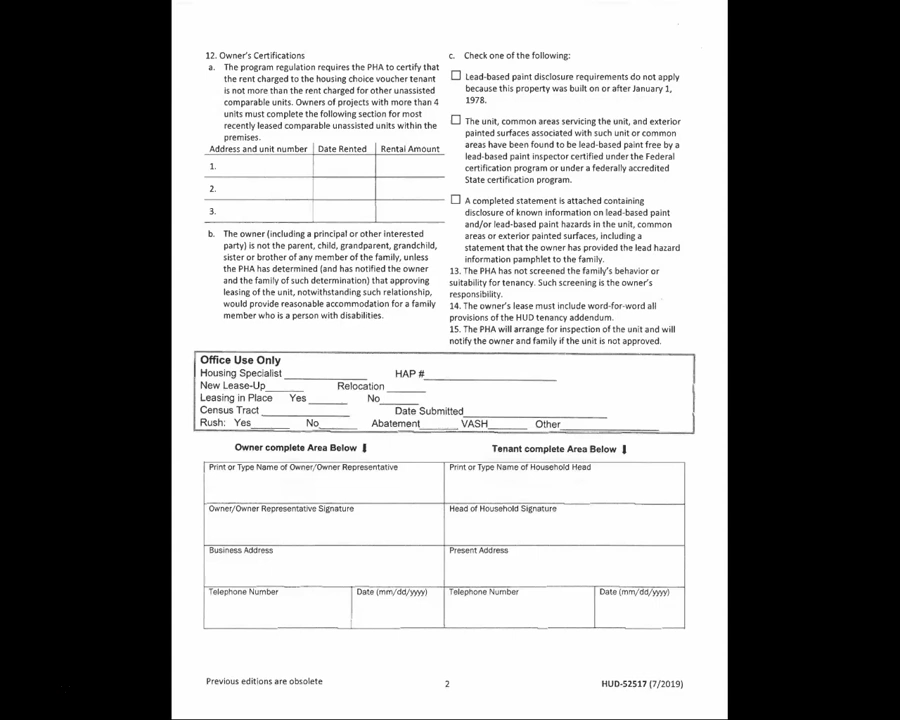 12. Owner's Certifications
a. The program regulation requires the PHA to certify that
the rent charged to the housing choice voucher tenant
is not more than the rent charged for other unassisted
comparable units. Owners of projects with more than 4
units must complete the following section for most
recently leased comparable unassisted units within the
premises.
Address and unit number Date Rented Rental Amount
1.
2.
3.
b. The owner (including a principal or other interested
party) is not the parent, child, grandparent, grandchild,
sister or brother of any member of the family, unless
the PHA has determined (and has notified the owner
and the family of such determination) that approving
leasing of the unit, notwithstanding such relationship,
would provide reasonable accommodation for a family
member who is a person with disabilities.
c. Check one of the following:
Lead-based paint disclosure requirements do not apply
because this property was built on or after January 1,
1978.
The unit, common areas servicing the unit, and exterior
painted surfaces associated with such unit or common
areas have been found to be lead-based paint free by a
lead-based paint inspector certified under the Federal
certification program or under a federally accredited
State certification program.
A completed statement is attached containing
disclosure of known information on lead-based paint
and/or lead-based paint hazards in the unit, common
areas or exterior painted surfaces, including a
statement that the owner has provided the lead hazard
information pamphlet to the family.
13. The PHA has not screened the family's behavior or
suitability for tenancy. Such screening is the owner's
responsibility.
14. The owner's lease must include word-for-word all
provisions of the HUD tenancy addendum.
15. The PHA will arrange for inspection of the unit and will
notify the owner and family if the unit is not approved.
Office Use Only
Housing Specialist HAP #
New Lease-Up Relocation
Leasing in Place Yes No
Census Tract Date Submitted
Rush: Yes No Abatement VASH Other
Owner complete Area Below Tenant complete Area Below
Print or Type Name of Owner/Owner Representative Print or Type Name of Household Head
Owner/Owner Representative Signature Head of Household Signature
Business Address Present Address
Telephone Number Date (mm/dd/yyyy) Telephone Number Date (mm/dd/yyyy)
Previous editions are obsolete 2 HUD-52517 (7/2019)